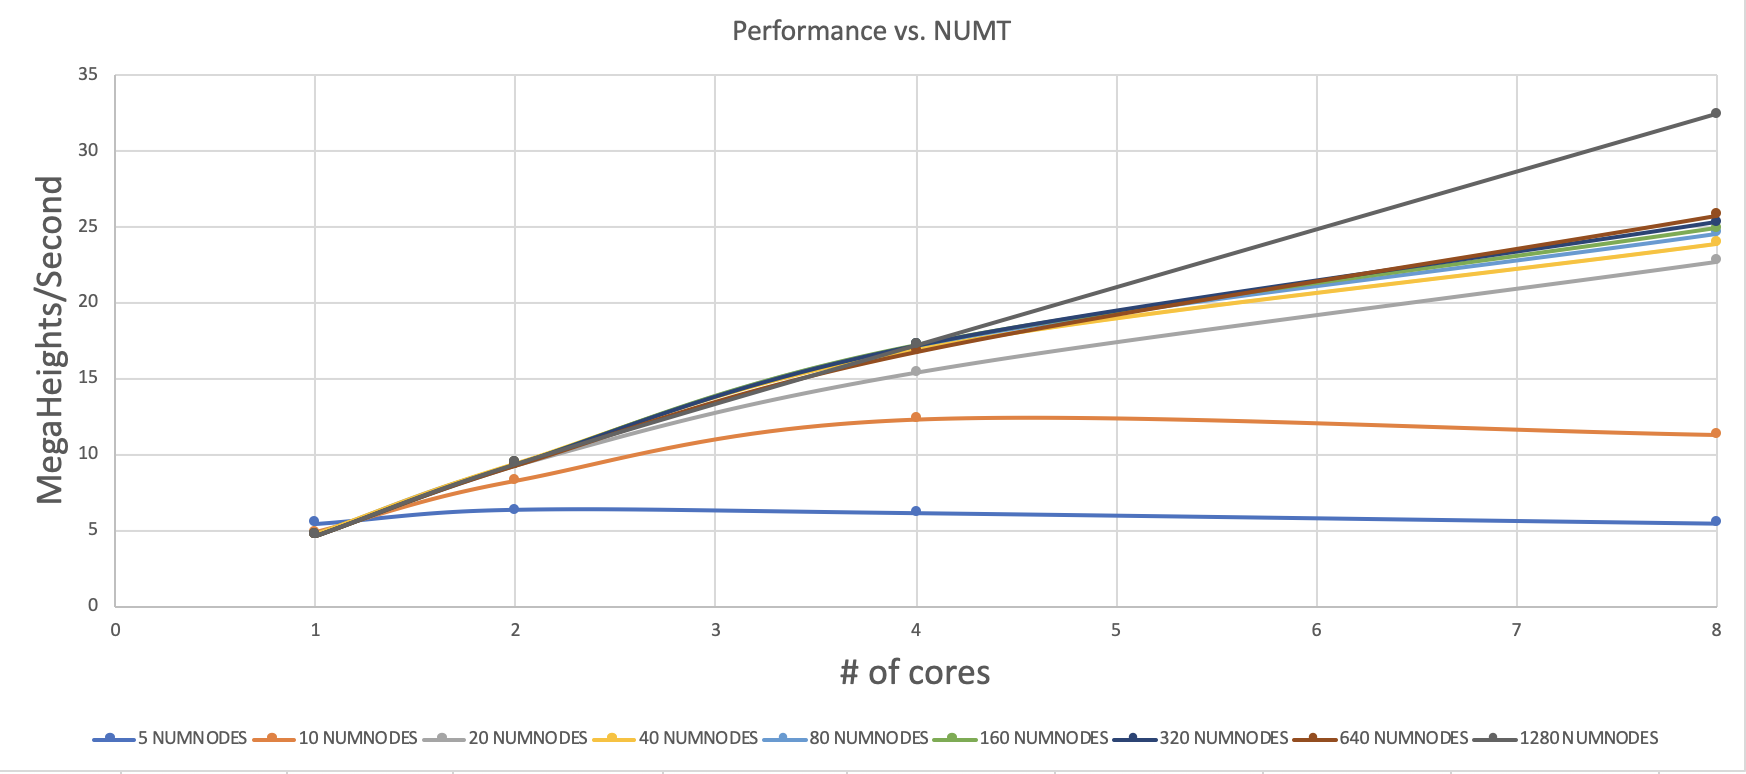 Performance vs. NUMT
35
30
25
20
15
10
5
0
MegaHeights/Second
0 1 2 3 4 5 6 7 8
# of cores
5 NUMNODES 10 NUMNODES 20 NUMNODES 40 NUMNODES 80 NUMNODES 160 NUMNODES 320 NUMNODES 640 NUMNODES 1280 NUMNODES